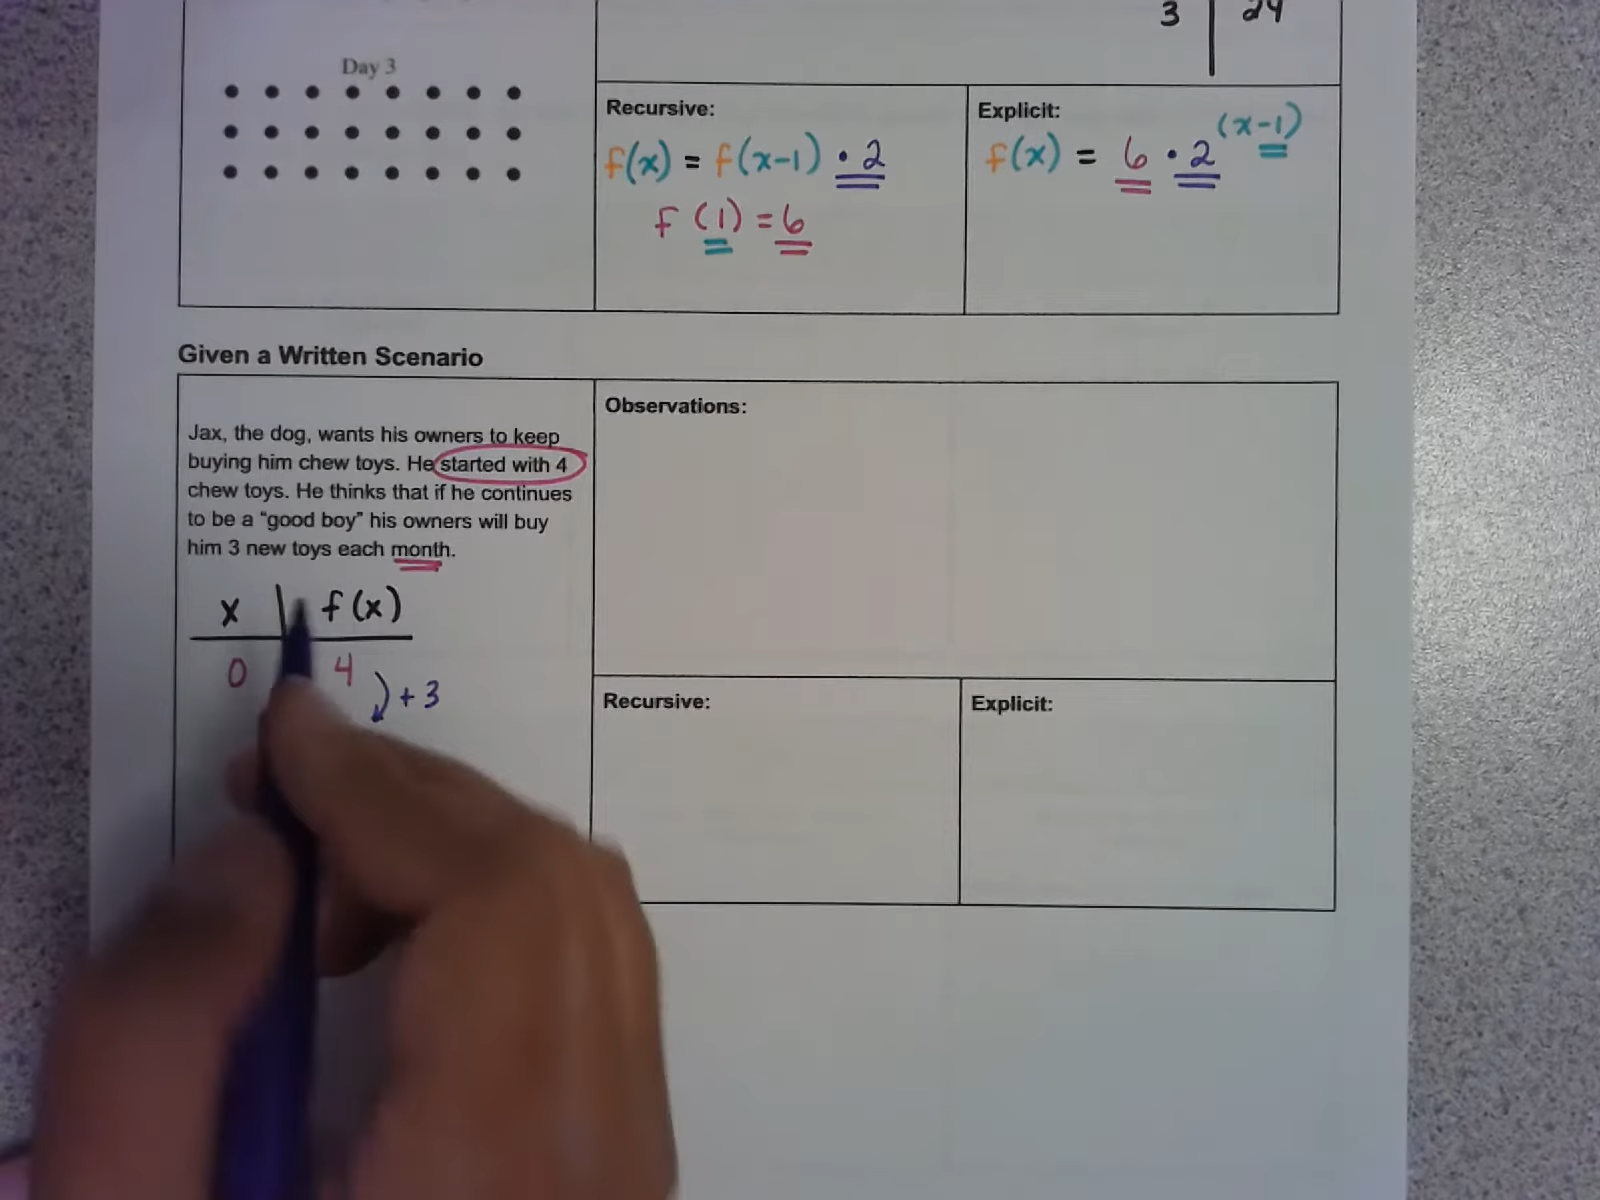 3 24
Day 3
Recursive:
f(x) = f(x-1) · 2
f (1) = 6
Explicit:
f(x) = 6 · 2^(x-1)
Given a Written Scenario
Jax, the dog, wants his owners to keep
buying him chew toys. He started with 4
chew toys. He thinks that if he continues
to be a “good boy” his owners will buy
him 3 new toys each month.
x f(x)
0 4
+ 3
Observations:
Recursive:
Explicit: